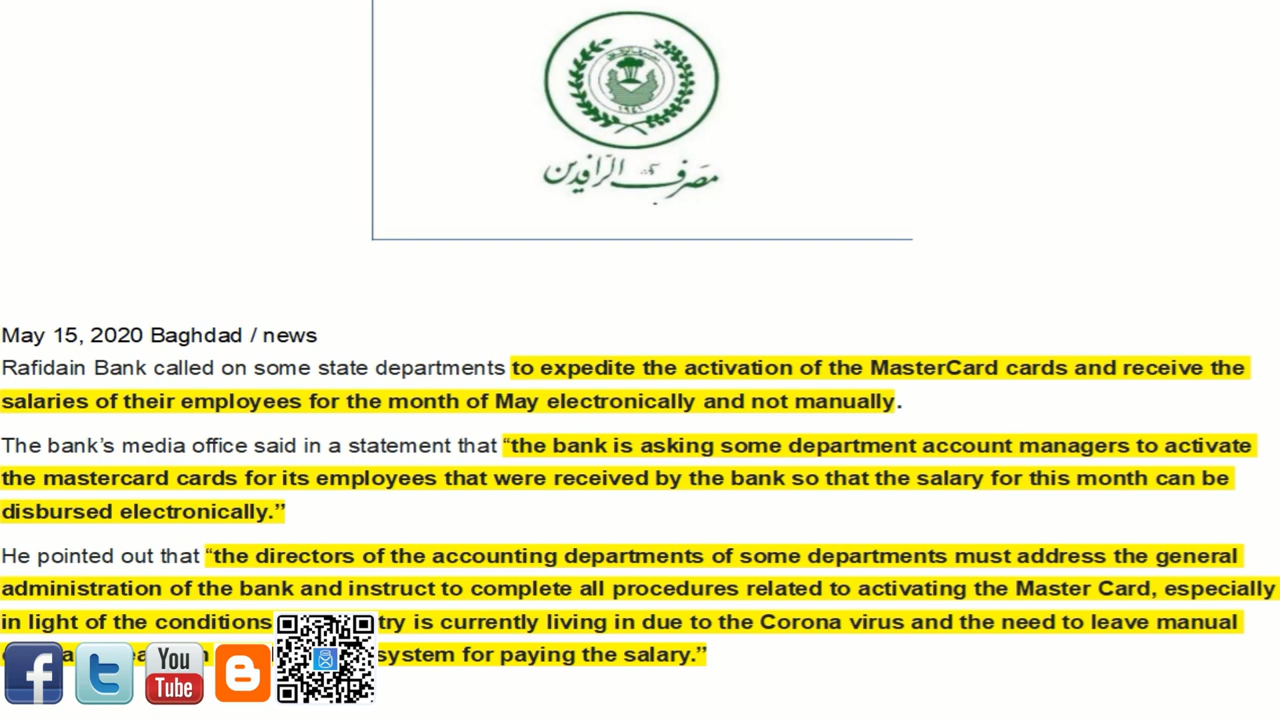 ١٩٤١
مصرف الرافدين
May 15, 2020 Baghdad / news
Rafidain Bank called on some state departments to expedite the activation of the MasterCard cards and receive the
salaries of their employees for the month of May electronically and not manually.
The bank’s media office said in a statement that “the bank is asking some department account managers to activate
the mastercard cards for its employees that were received by the bank so that the salary for this month can be
disbursed electronically.”
He pointed out that “the directors of the accounting departments of some departments must address the general
administration of the bank and instruct to complete all procedures related to activating the Master Card, especially
in light of the conditions try is currently living in due to the Corona virus and the need to leave manual
system for paying the salary.”
f
t
You
Tube